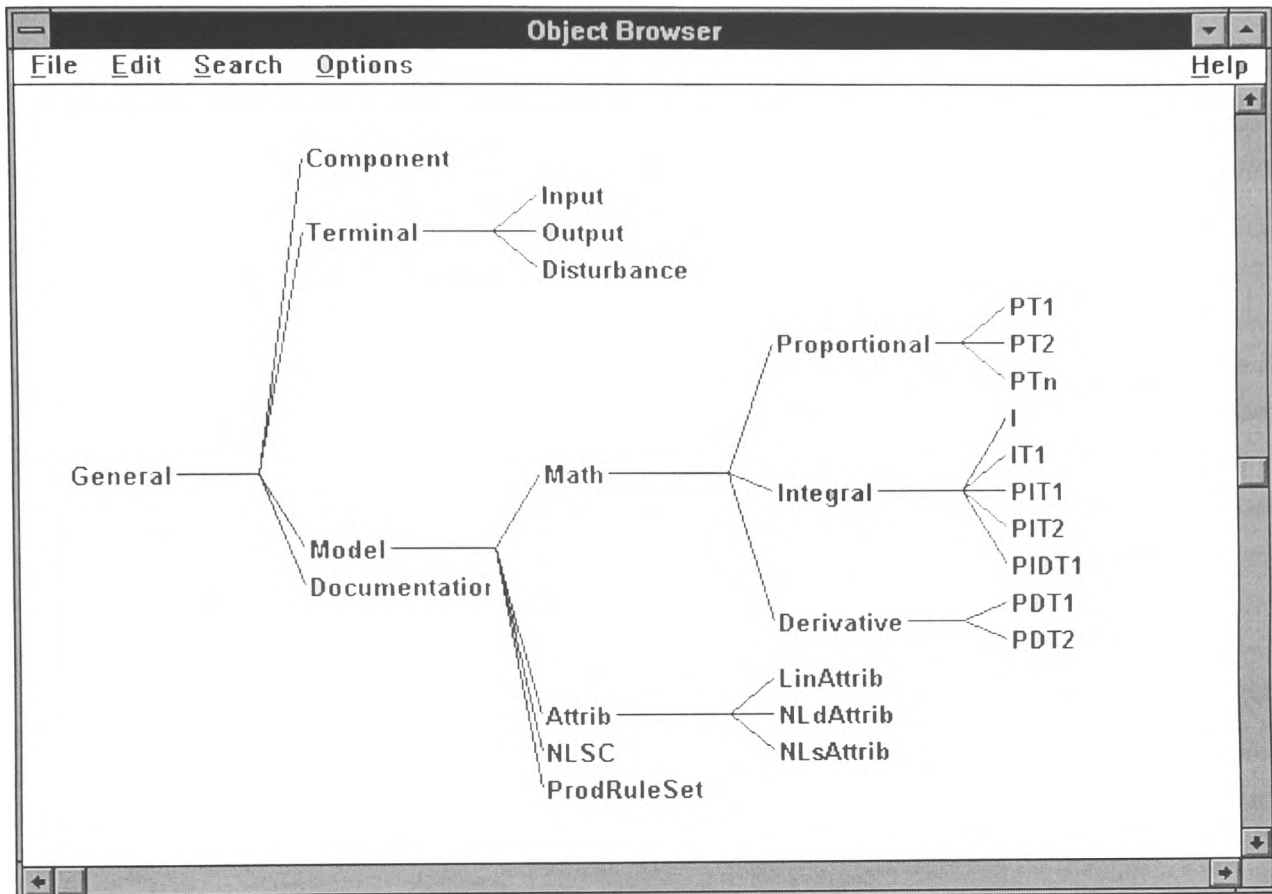 Object Browser
File Edit Search Options Help
Component
Input
Terminal Output
Disturbance
PT1
Proportional PT2
PTn
I
IT1
General Math
Integral PIT1
PIT2
Model
PIDT1
Documentation
PDT1
Derivative
PDT2
LinAttrib
Attrib NLdAttrib
NLSC NLsAttrib
ProdRuleSet